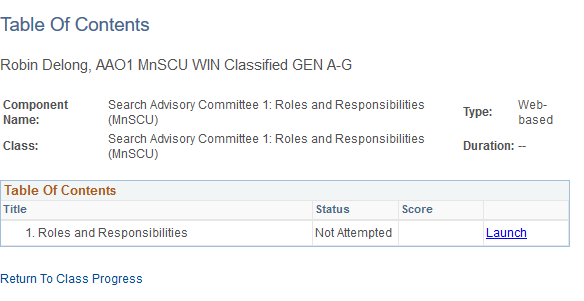 Table Of Contents
Robin Delong, AAO1 MnSCU WIN Classified GEN A-G
Component Name: Search Advisory Committee 1: Roles and Responsibilities (MnSCU) Type: Web-based
Class: Search Advisory Committee 1: Roles and Responsibilities (MnSCU) Duration: --
Table Of Contents
Title Status Score
1. Roles and Responsibilities Not Attempted Launch
Return To Class Progress